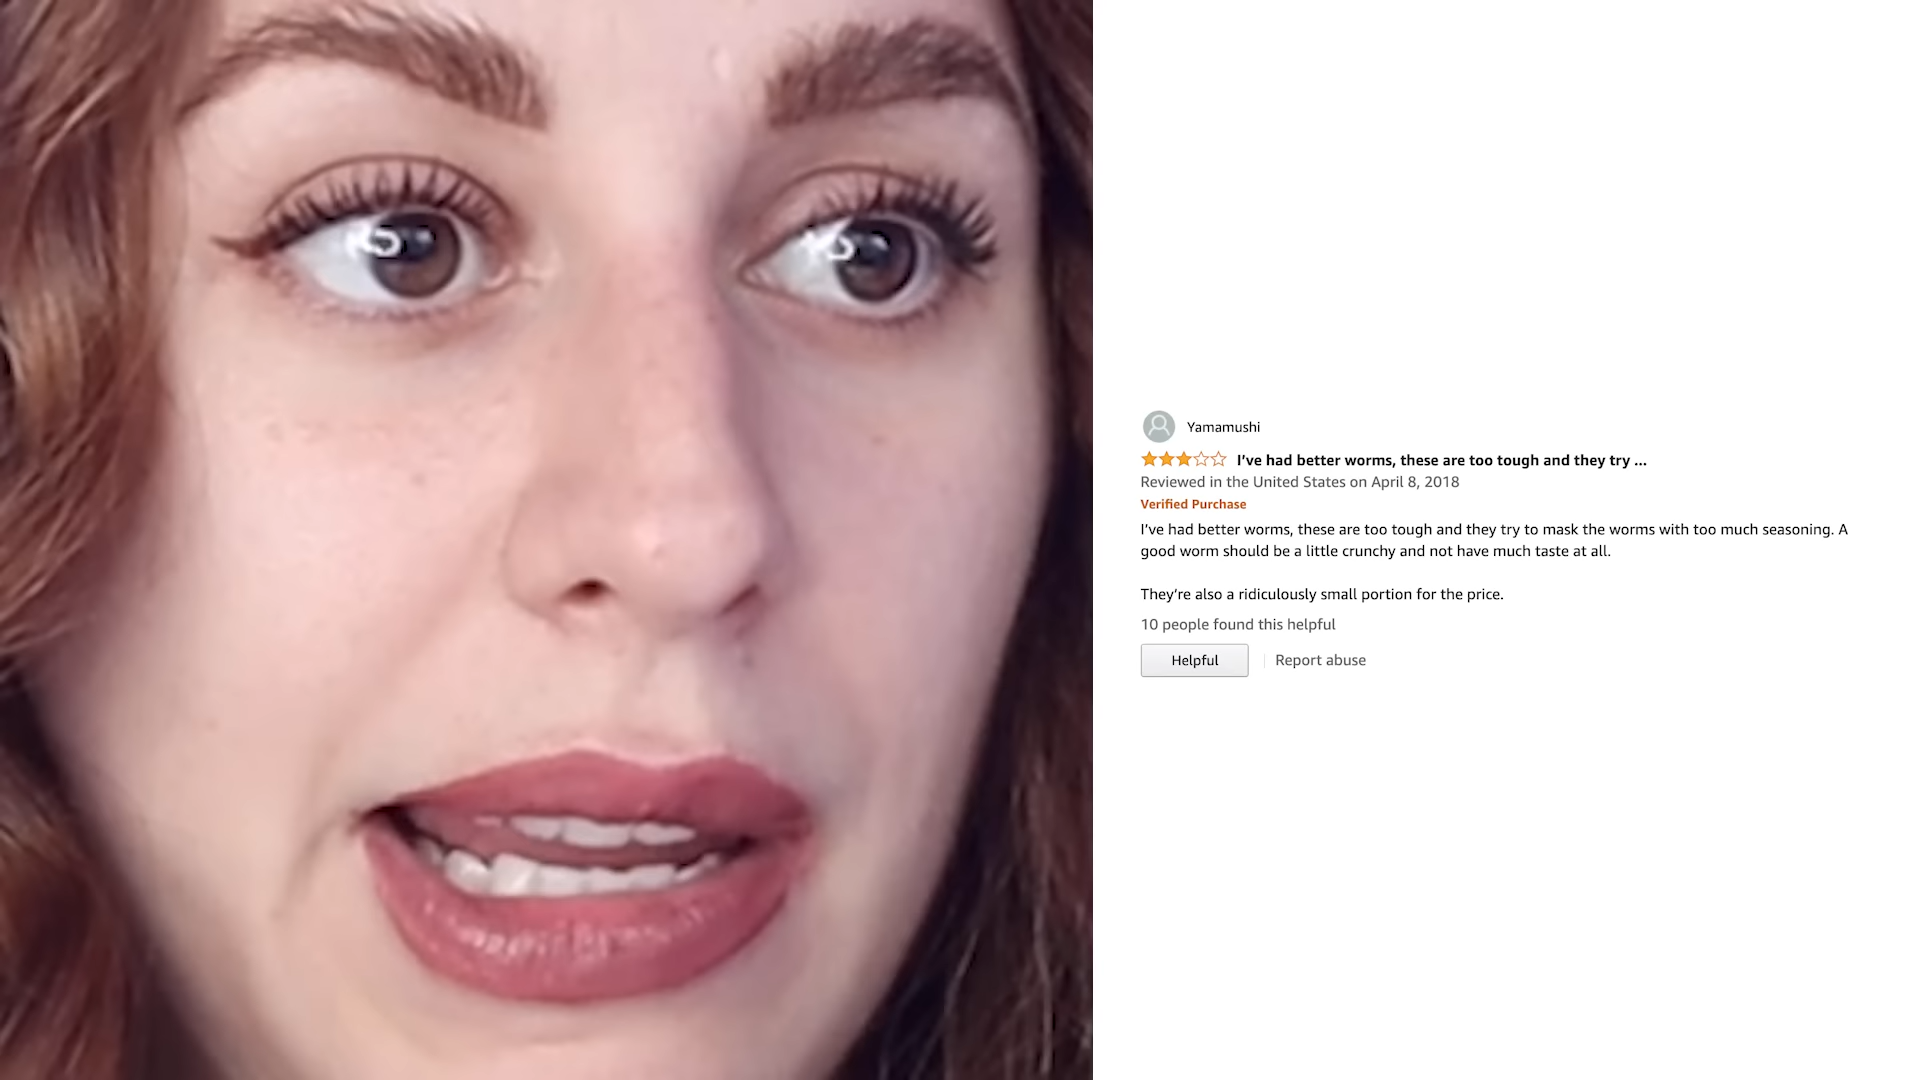 Yamamushi
I've had better worms, these are too tough and they try ...
Reviewed in the United States on April 8, 2018
Verified Purchase
I've had better worms, these are too tough and they try to mask the worms with too much seasoning. A
good worm should be a little crunchy and not have much taste at all.
They're also a ridiculously small portion for the price.
10 people found this helpful
Helpful
Report abuse